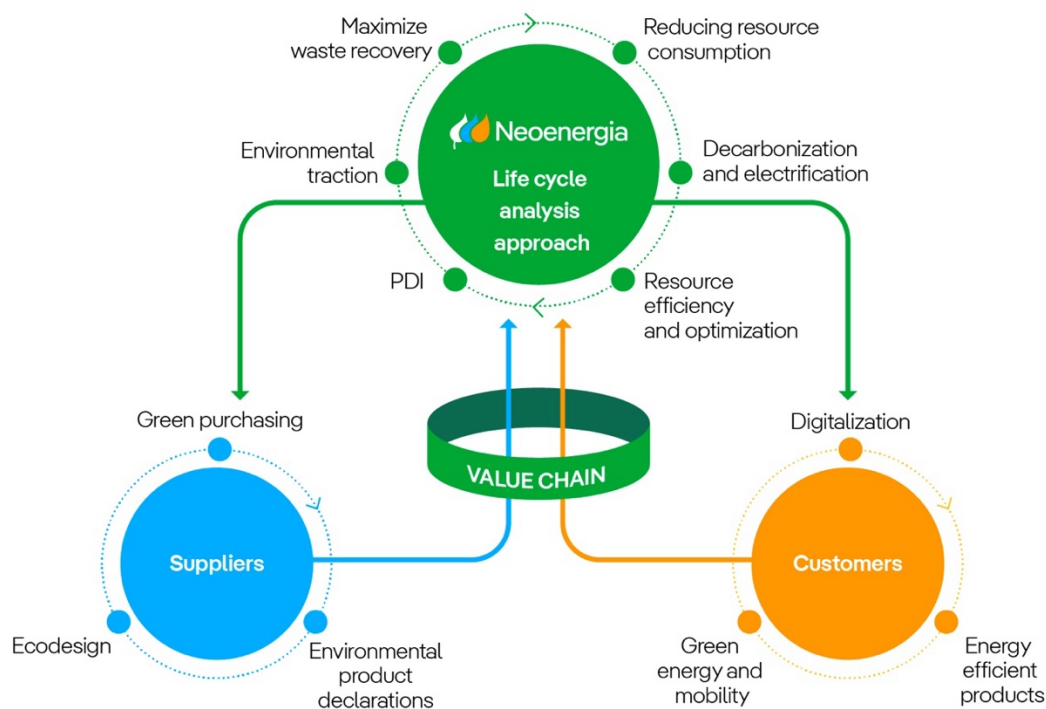 Maximize
waste recovery
Reducing resource
consumption
Neoenergia
Environmental
traction
Life cycle
analysis
approach
Decarbonization
and electrification
PDI
Resource
efficiency
and optimization
Green purchasing
Digitalization
VALUE CHAIN
Suppliers
Customers
Ecodesign
Environmental
product
declarations
Green
energy and
mobility
Energy
efficient
products